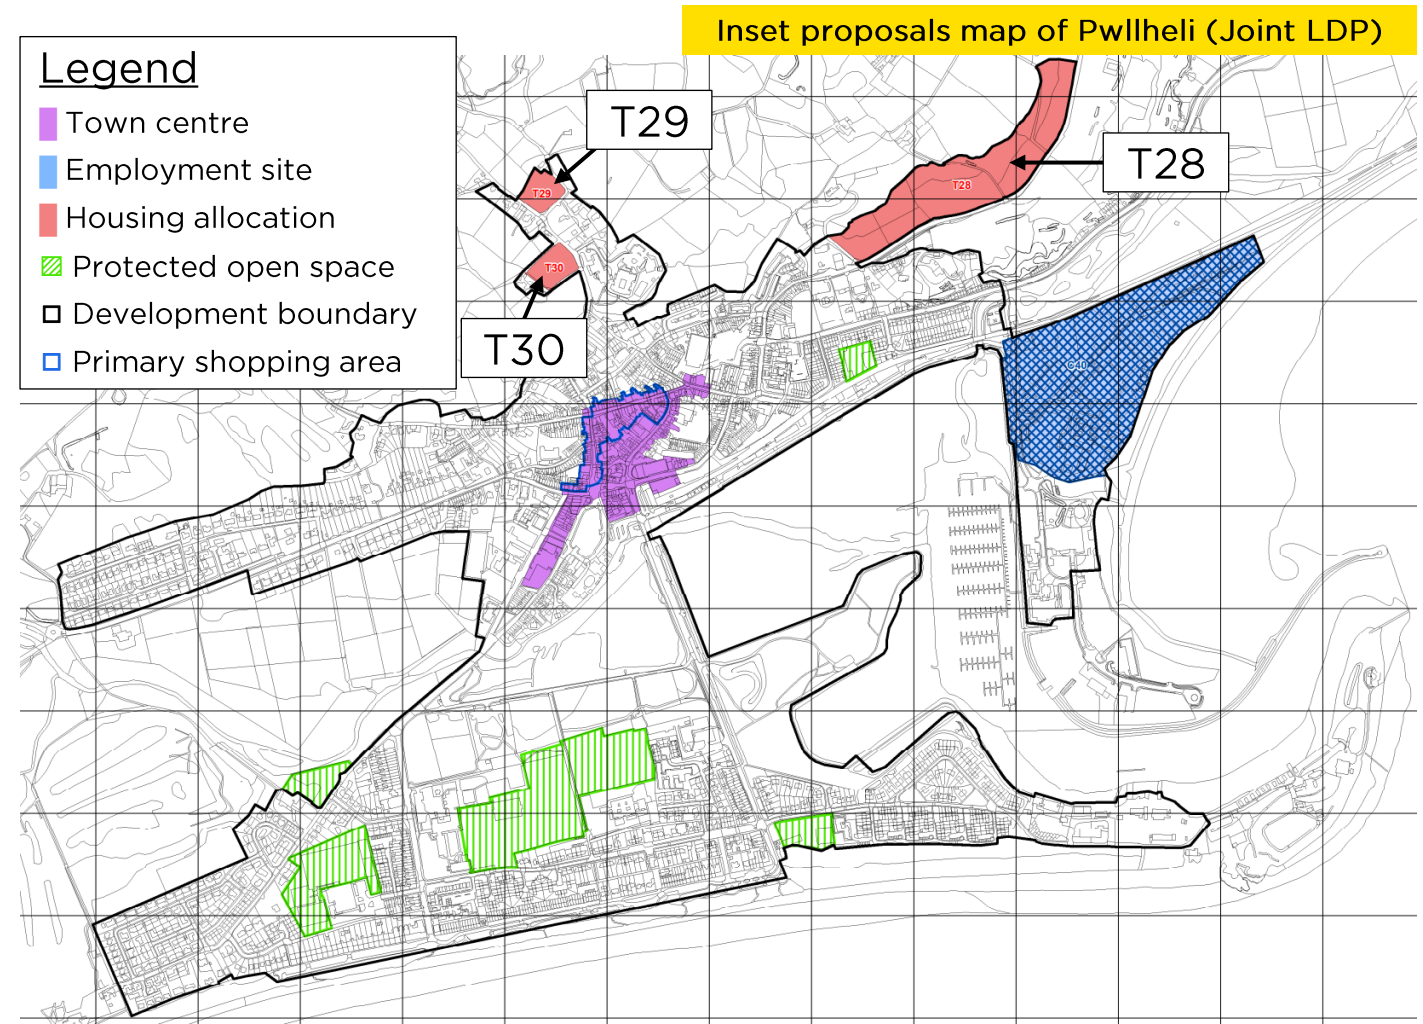 Inset proposals map of Pwllheli (Joint LDP)
Legend
Town centre
Employment site
Housing allocation
Protected open space
Development boundary
Primary shopping area
T29
T28
T30
T29
T28
T30
C40